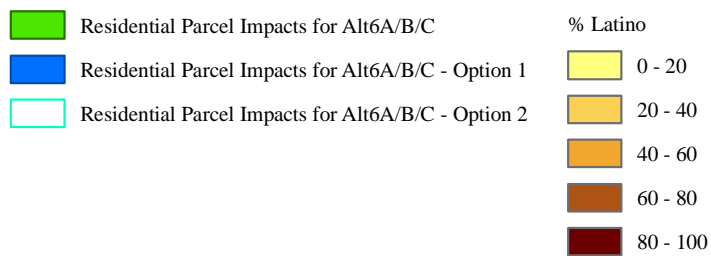 Residential Parcel Impacts for Alt6A/B/C
Residential Parcel Impacts for Alt6A/B/C - Option 1
Residential Parcel Impacts for Alt6A/B/C - Option 2
% Latino
0 - 20
20 - 40
40 - 60
60 - 80
80 - 100